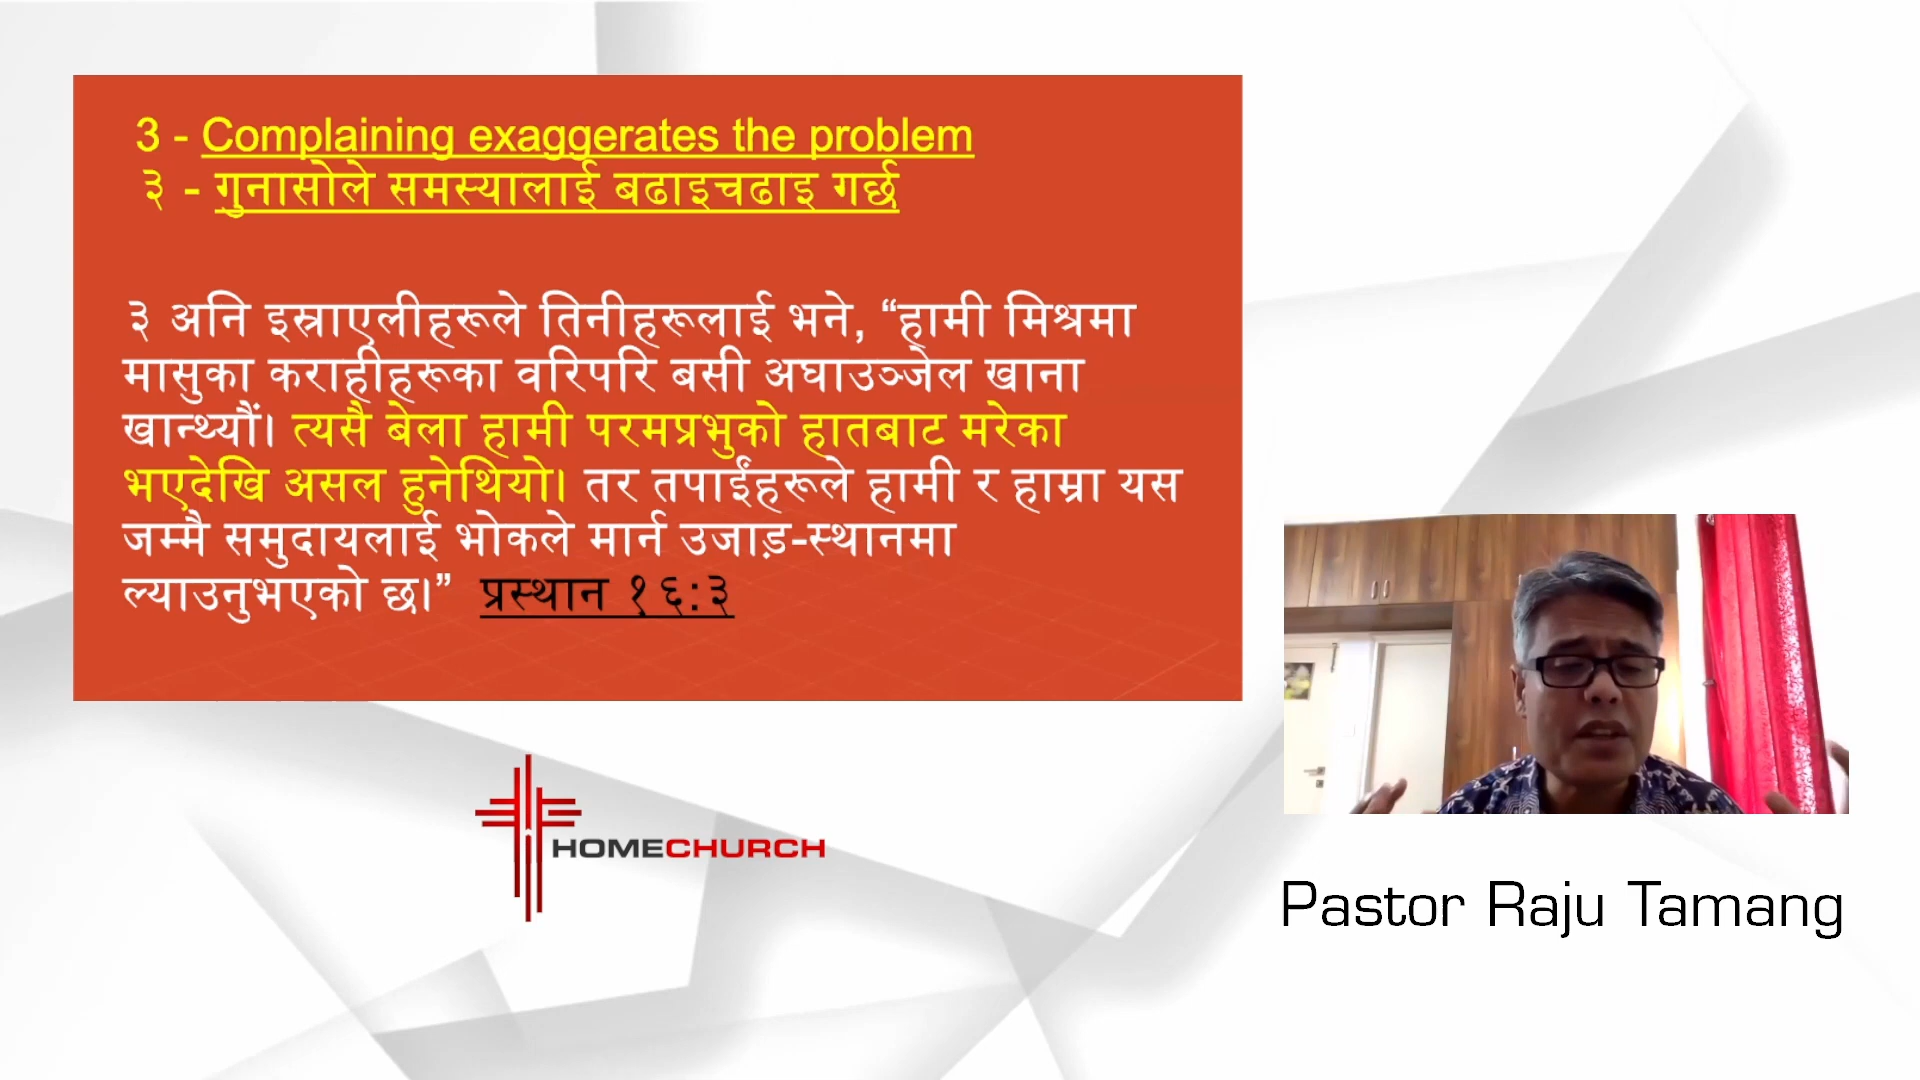 3 - Complaining exaggerates the problem
३ - गुनासोले समस्यालाई बढाइचढाइ गर्छ
३ अनि इस्राएलीहरूले तिनीहरूलाई भने, “हामी मिश्रमा
मासुका कराहीहरूका वरिपरि बसी अघाउञ्जेल खाना
खान्थ्यौं। त्यसै बेला हामी परमप्रभुको हातबाट मरेका
भएदेखि असल हुनेथियो। तर तपाईंहरूले हामी र हाम्रा यस
जम्मै समुदायलाई भोकले मार्न उजाड़-स्थानमा
ल्याउनुभएको छ।” प्रस्थान १६:३
HOMECHURCH
Pastor Raju Tamang